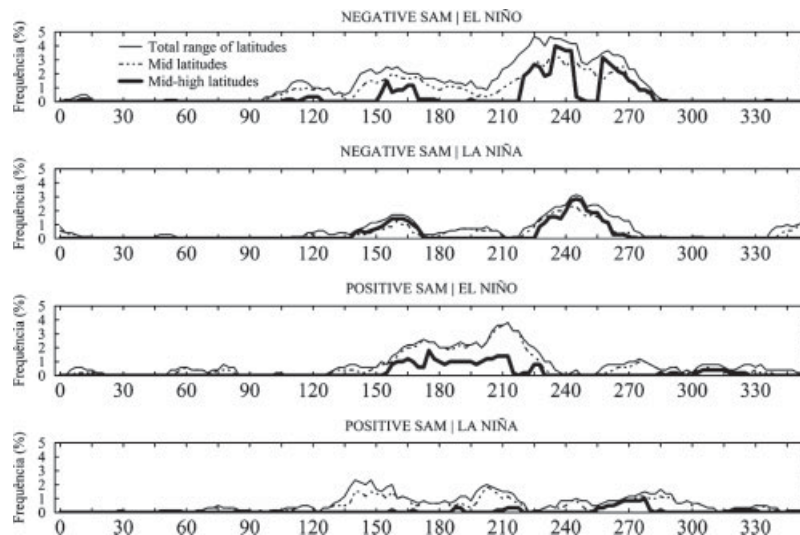 NEGATIVE SAM | EL NIÑO
Frequência (%)
5
4
3
2
1
0
Total range of latitudes
Mid latitudes
Mid-high latitudes
0 30 60 90 120 150 180 210 240 270 300 330
NEGATIVE SAM | LA NIÑA
Frequência (%)
5
4
3
2
1
0
0 30 60 90 120 150 180 210 240 270 300 330
POSITIVE SAM | EL NIÑO
Frequência (%)
5
4
3
2
1
0
0 30 60 90 120 150 180 210 240 270 300 330
POSITIVE SAM | LA NIÑA
Frequência (%)
5
4
3
2
1
0
0 30 60 90 120 150 180 210 240 270 300 330